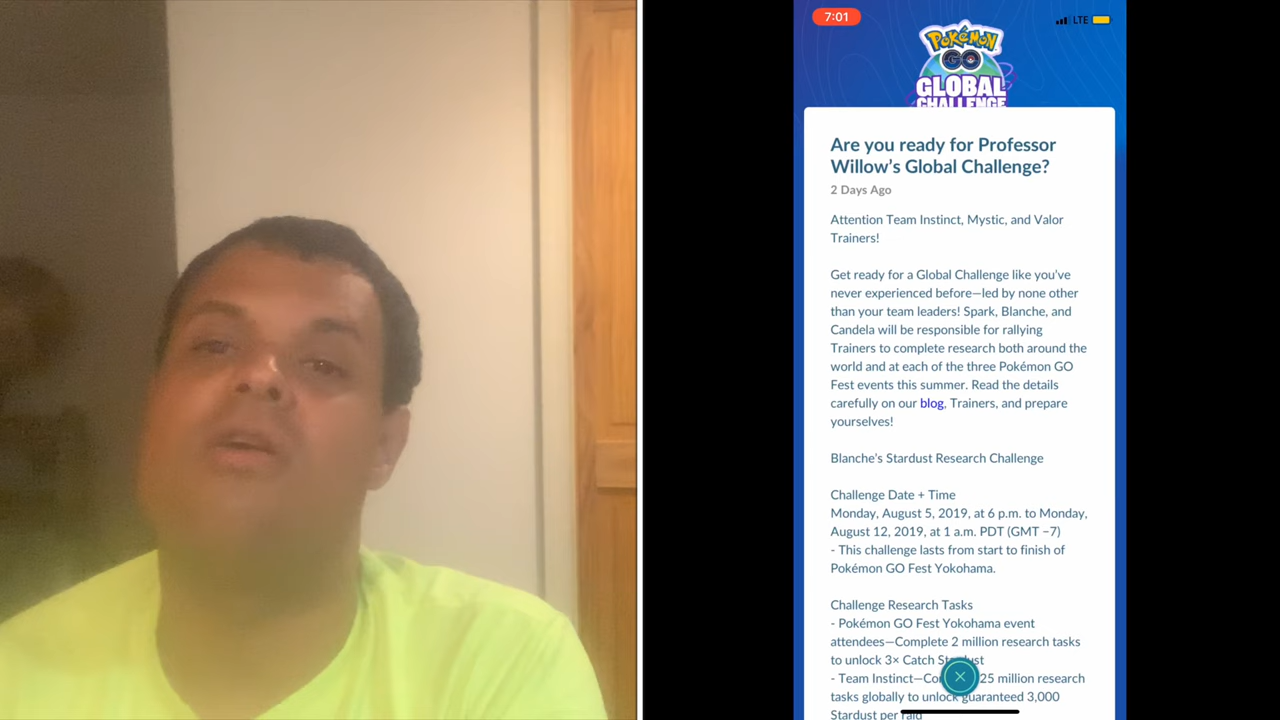 7:01
LTE
POKÉMON
GO
GLOBAL
CHALLENGE
Are you ready for Professor
Willow’s Global Challenge?
2 Days Ago
Attention Team Instinct, Mystic, and Valor
Trainers!
Get ready for a Global Challenge like you’ve
never experienced before—led by none other
than your team leaders! Spark, Blanche, and
Candela will be responsible for rallying
Trainers to complete research both around the
world and at each of the three Pokémon GO
Fest events this summer. Read the details
carefully on our blog, Trainers, and prepare
yourselves!
Blanche’s Stardust Research Challenge
Challenge Date + Time
Monday, August 5, 2019, at 6 p.m. to Monday,
August 12, 2019, at 1 a.m. PDT (GMT −7)
- This challenge lasts from start to finish of
Pokémon GO Fest Yokohama.
Challenge Research Tasks
- Pokémon GO Fest Yokohama event
attendees—Complete 2 million research tasks
to unlock 3× Catch Stardust
- Team Instinct— 25 million research
tasks globally to unlock guaranteed 3,000
Stardust per raid